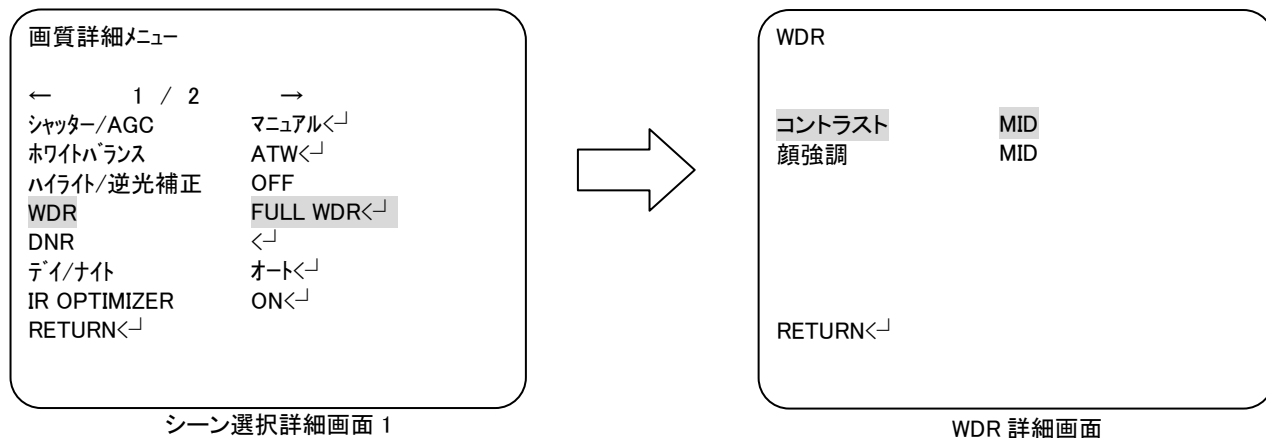 画質詳細ﾒﾆｭｰ
← 1 / 2 →
ｼｬｯﾀｰ/AGC ﾏﾆｭｱﾙ<┘
ﾎﾜｲﾄﾊﾞﾗﾝｽ ATW<┘
ﾊｲﾗｲﾄ/逆光補正 OFF
WDR FULL WDR<┘
DNR <┘
ﾃﾞｲ/ﾅｲﾄ ｵｰﾄ<┘
IR OPTIMIZER ON<┘
RETURN<┘
シーン選択詳細画面 1
WDR
コントラスト MID
顔強調 MID
RETURN<┘
WDR 詳細画面